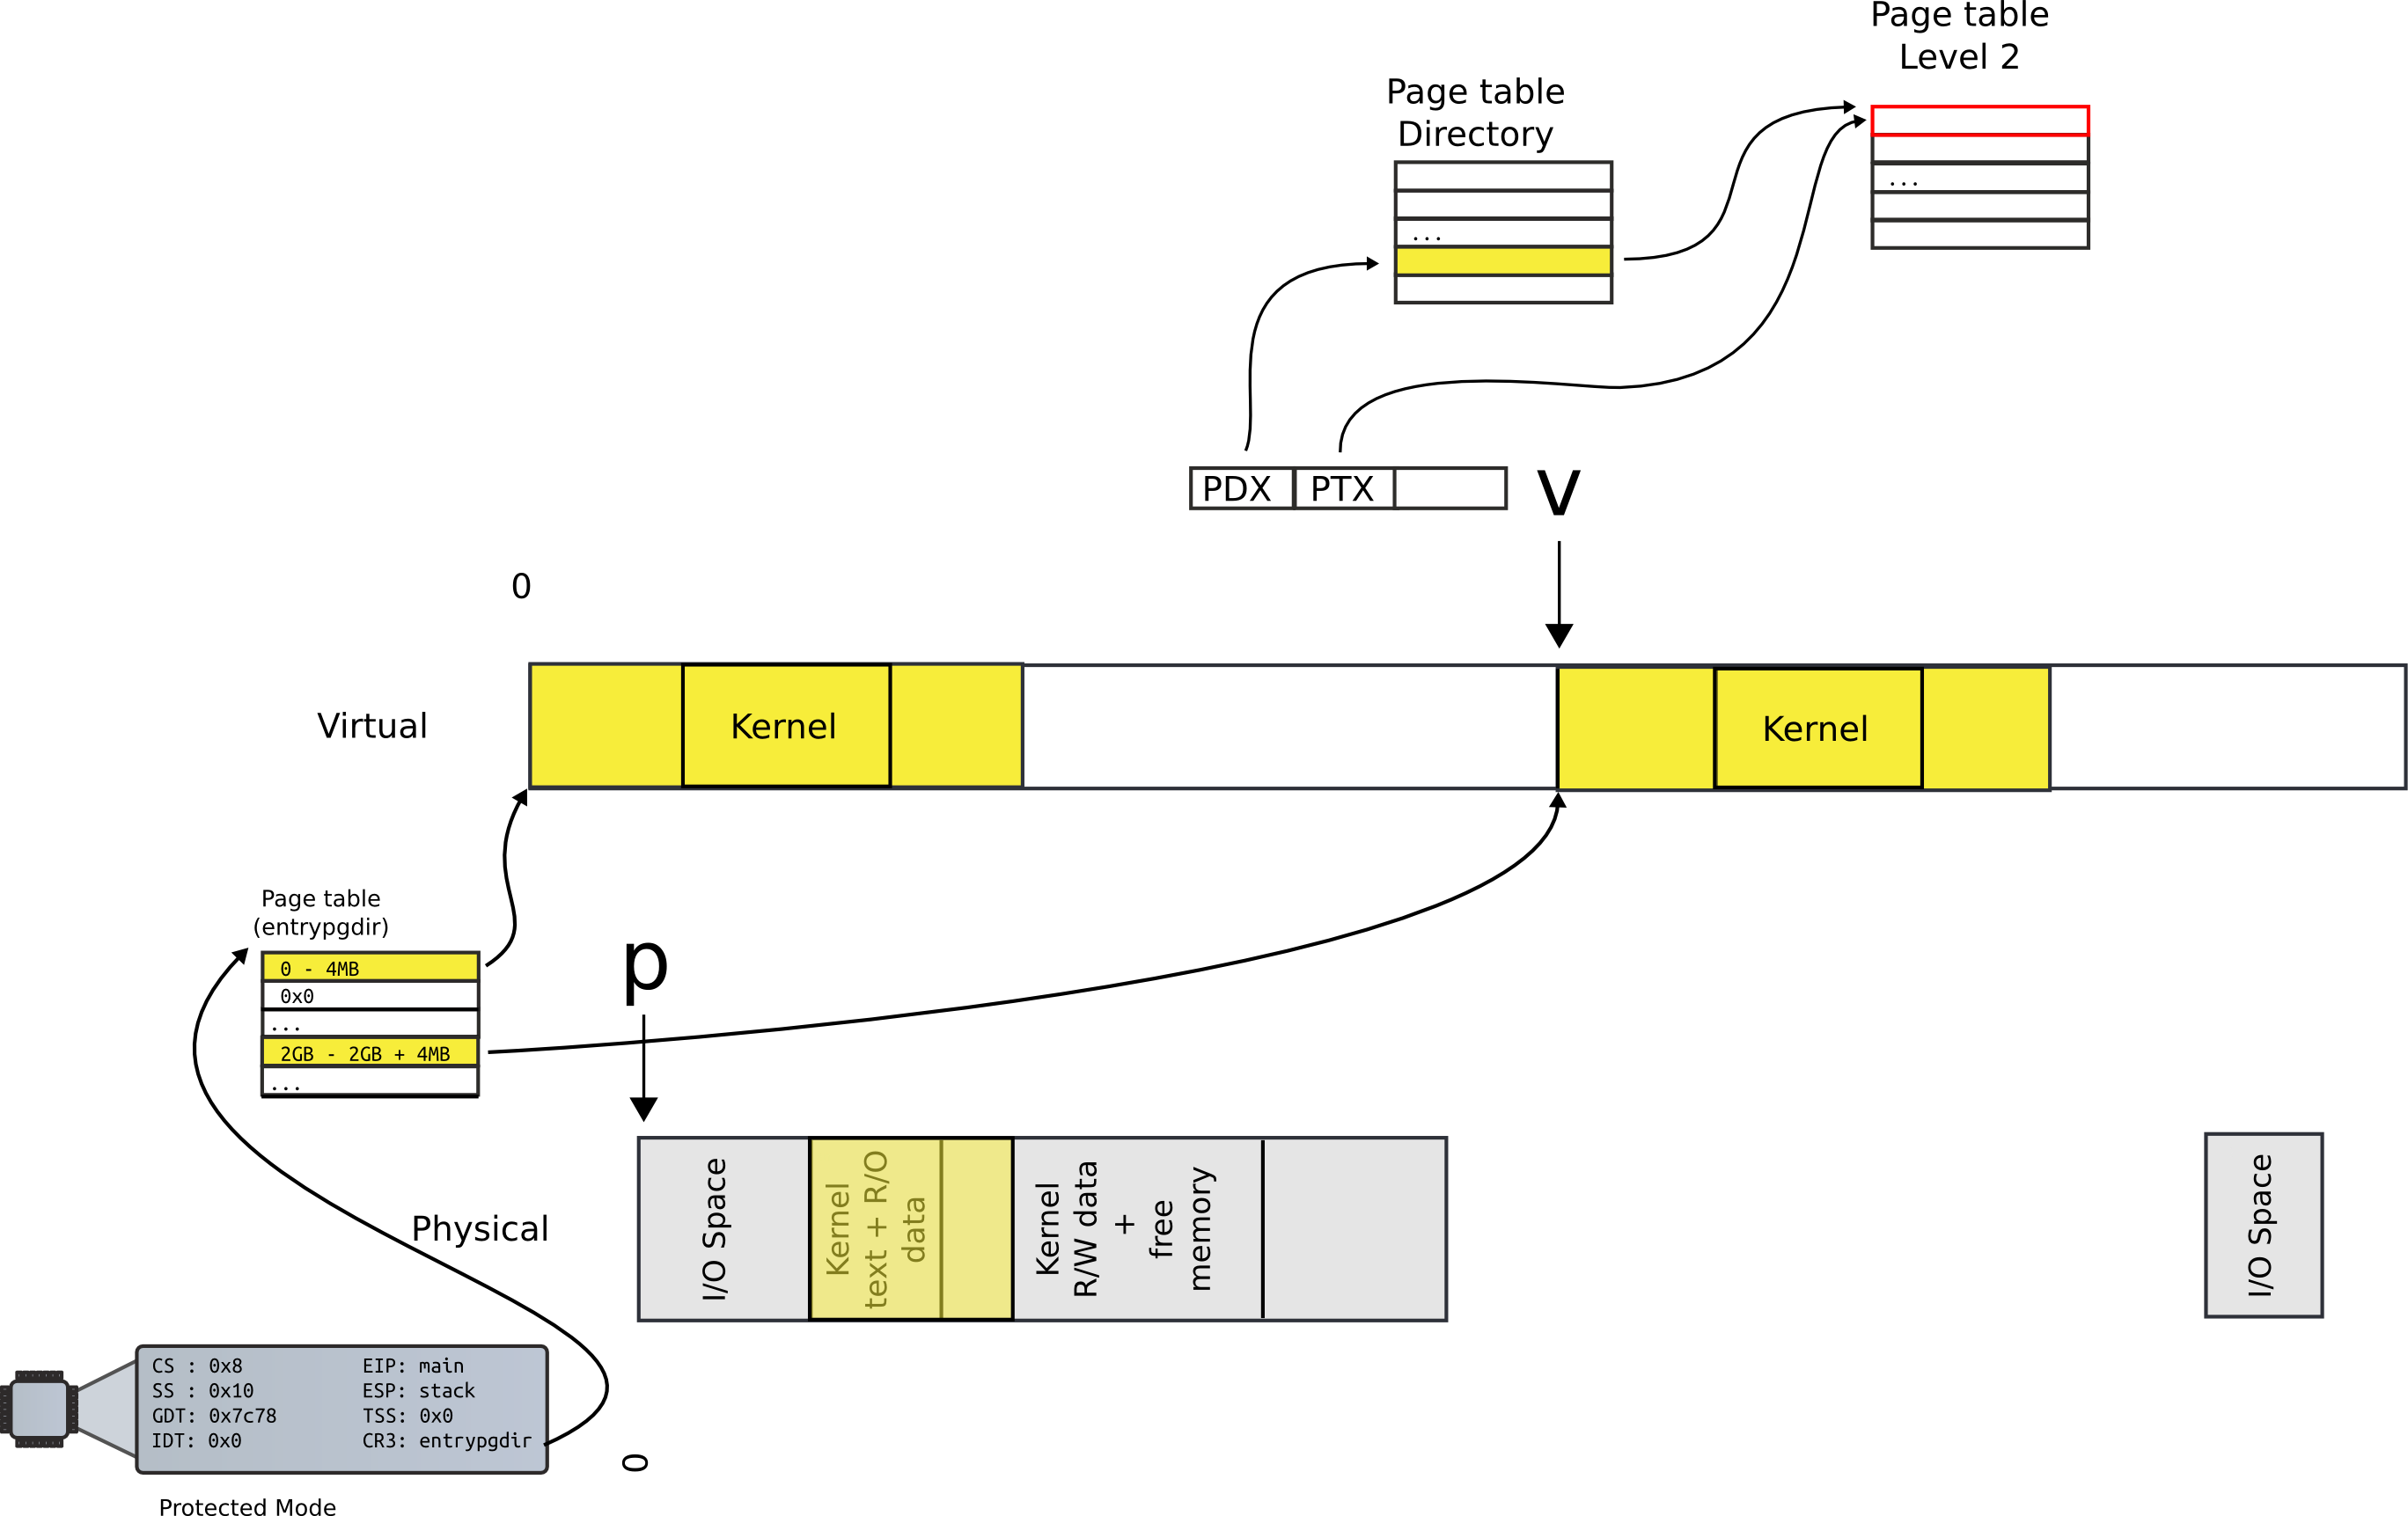 Page table
Level 2
Page table
Directory
...
...
PDX PTX
v
0
Virtual
Kernel
Kernel
Page table
(entrypgdir)
0 - 4MB
0x0
...
2GB - 2GB + 4MB
...
p
Physical
I/O Space
Kernel
text + R/O
data
Kernel
R/W data
+
free
memory
I/O Space
CS : 0x8 EIP: main
SS : 0x10 ESP: stack
GDT: 0x7c78 TSS: 0x0
IDT: 0x0 CR3: entrypgdir
0
Protected Mode